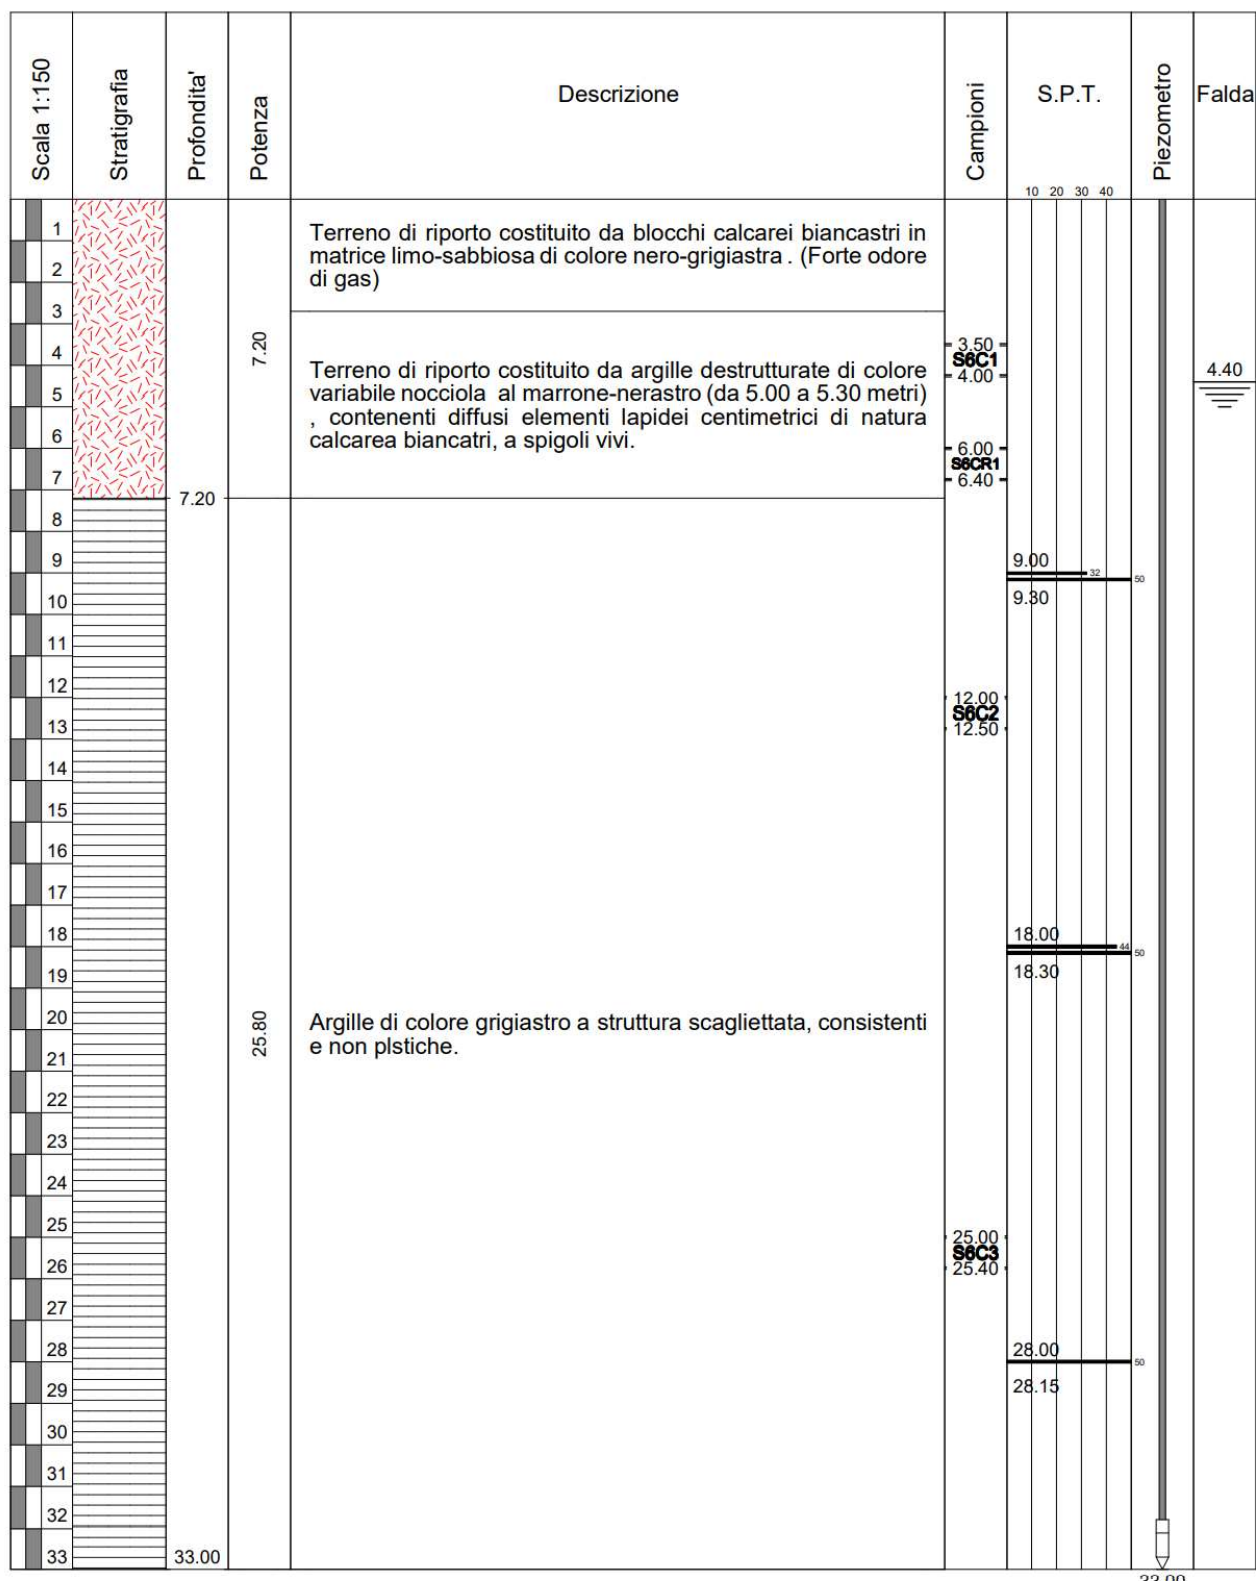 Scala 1:150
Stratigrafia
Profondita'
Potenza
Descrizione
Campioni
S.P.T.
Piezometro
Falda
10 20 30 40
1
2
3
4
5
6
7
8
9
10
11
12
13
14
15
16
17
18
19
20
21
22
23
24
25
26
27
28
29
30
31
32
33
7.20
33.00
7.20
25.80
Terreno di riporto costituito da blocchi calcarei biancastri in
matrice limo-sabbiosa di colore nero-grigiastra . (Forte odore
di gas)
Terreno di riporto costituito da argille destrutturate di colore
variabile nocciola al marrone-nerastro (da 5.00 a 5.30 metri)
, contenenti diffusi elementi lapidei centimetrici di natura
calcarea biancatri, a spigoli vivi.
Argille di colore grigiastro a struttura scagliettata, consistenti
e non plstiche.
3.50
S6C1
4.00
6.00
S6CR1
6.40
12.00
S6C2
12.50
25.00
S6C3
25.40
9.00
32
50
9.30
18.00
44
50
18.30
28.00
50
28.15
33.00
4.40